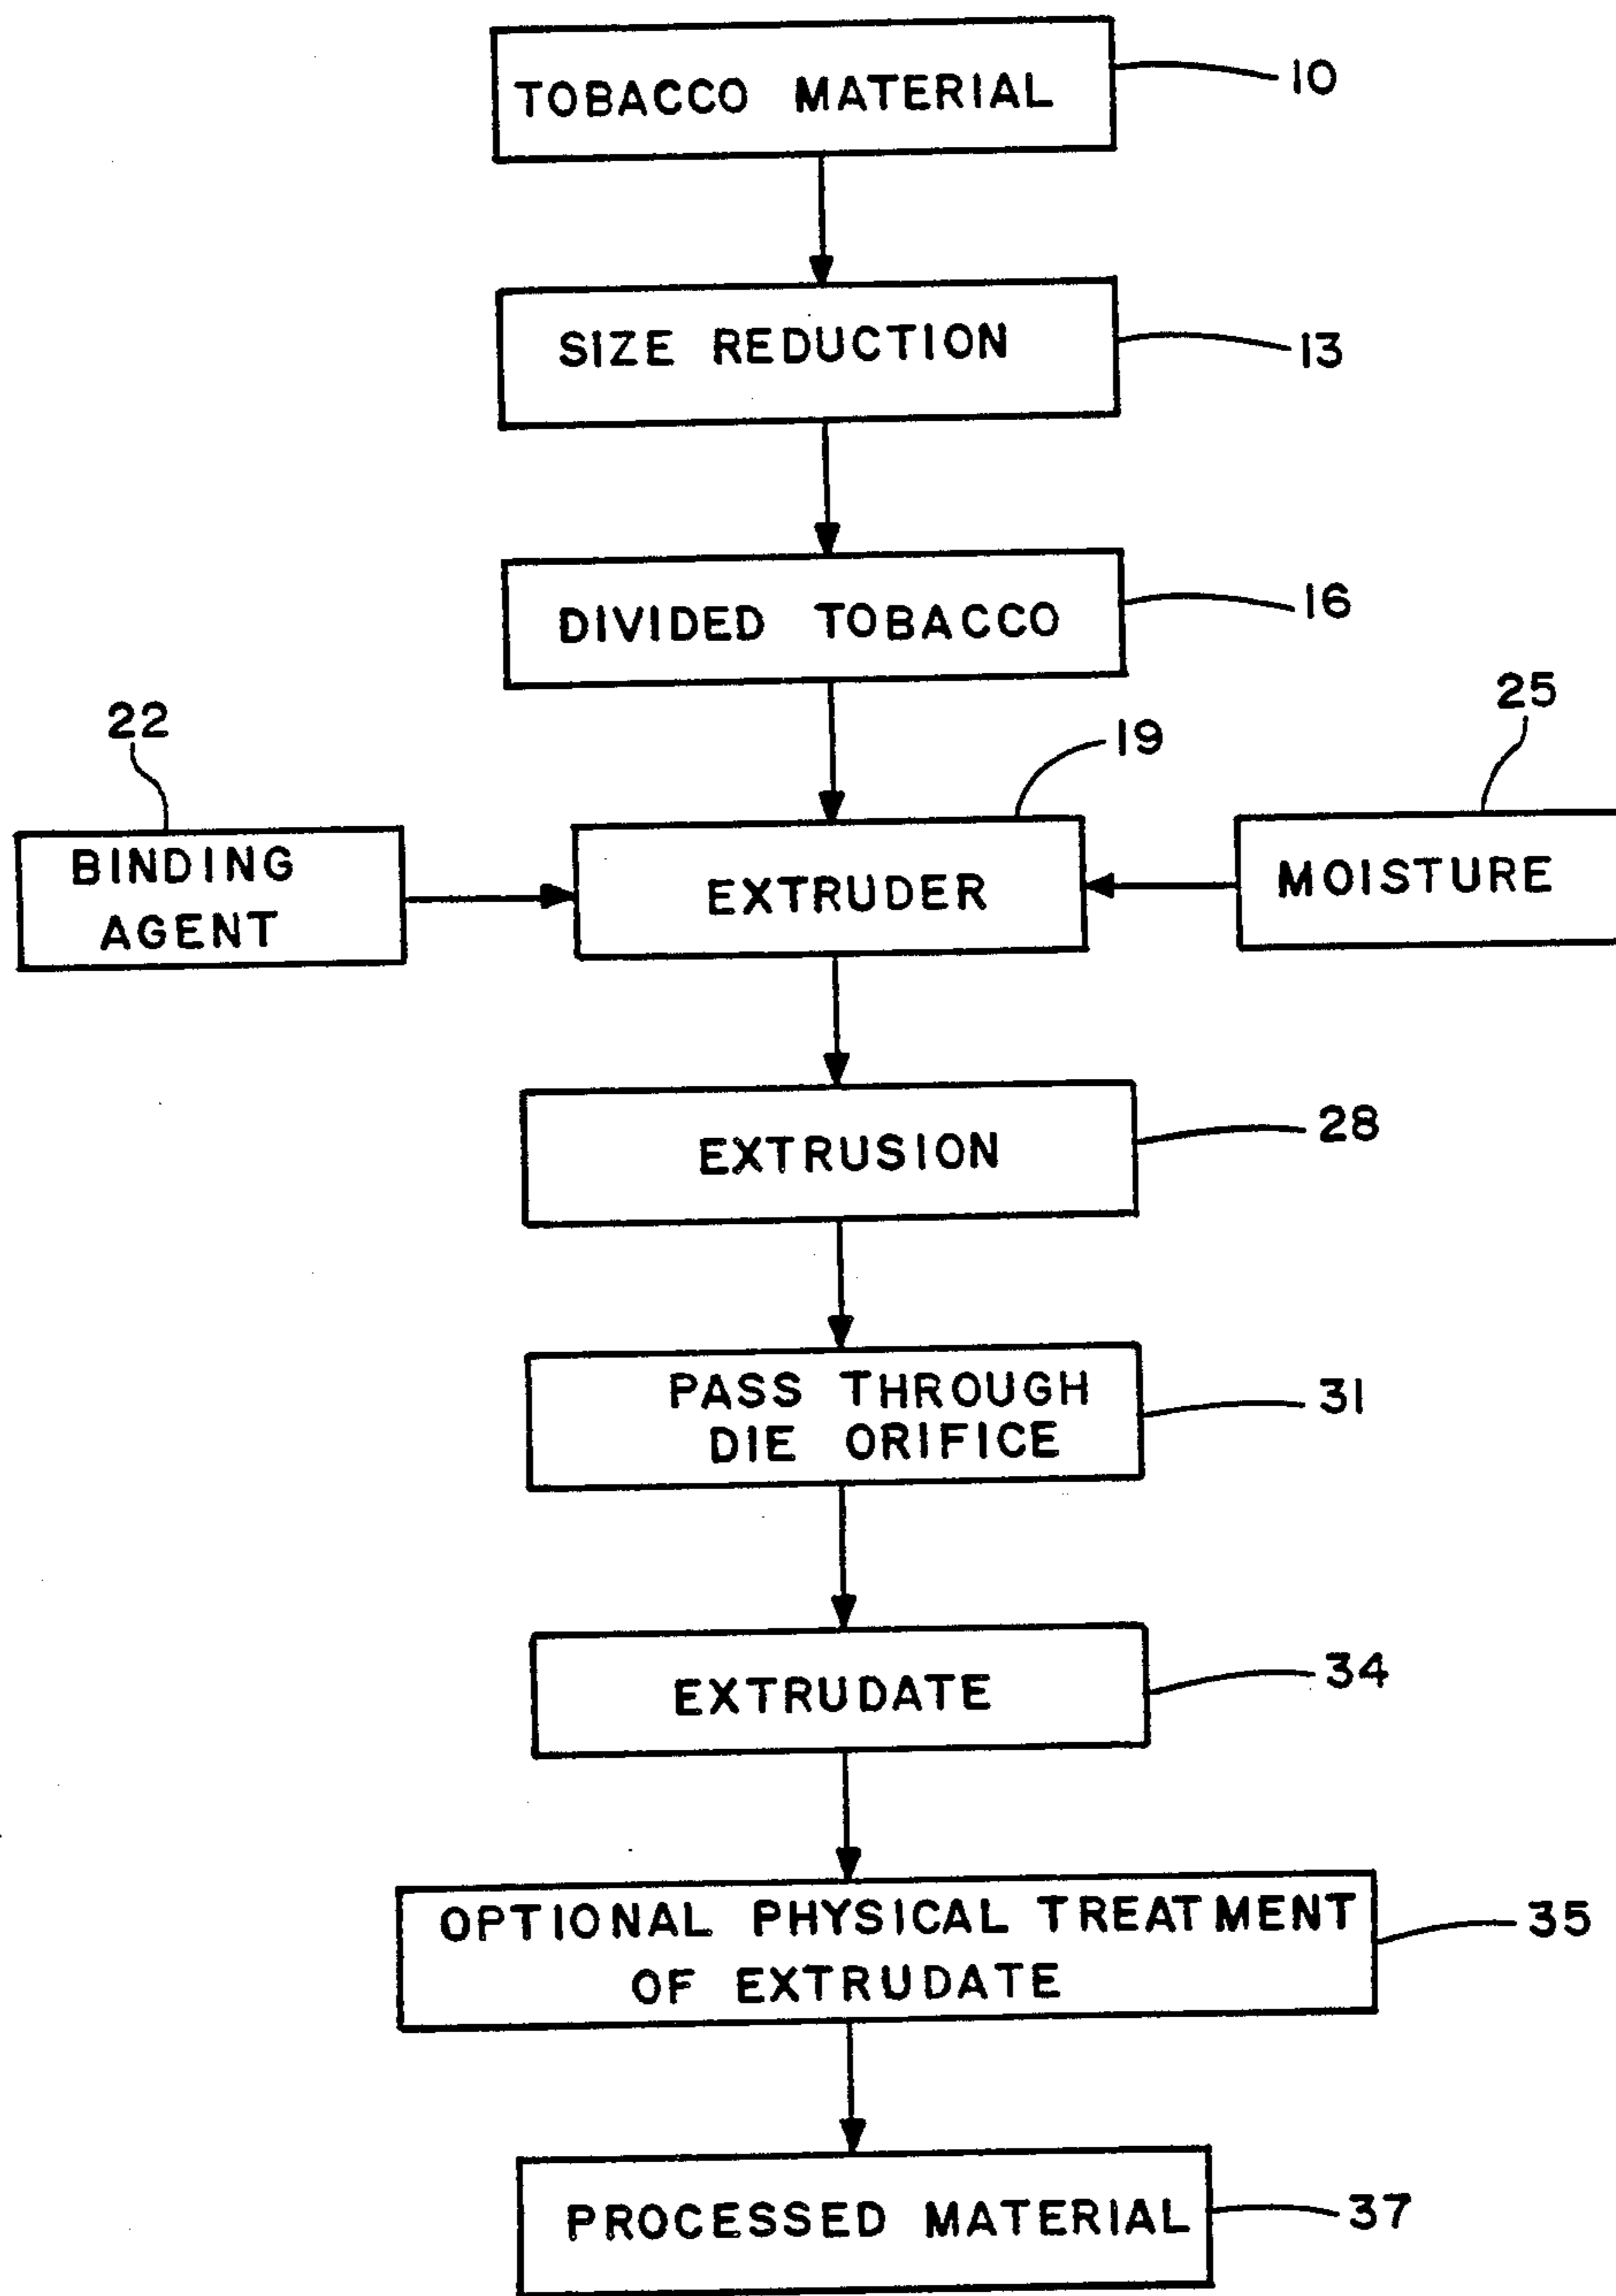 TOBACCO MATERIAL
10
SIZE REDUCTION
13
DIVIDED TOBACCO
16
22
19
25
BINDING
AGENT
EXTRUDER
MOISTURE
EXTRUSION
28
PASS THROUGH
DIE ORIFICE
31
EXTRUDATE
34
OPTIONAL PHYSICAL TREATMENT
OF EXTRUDATE
35
PROCESSED MATERIAL
37